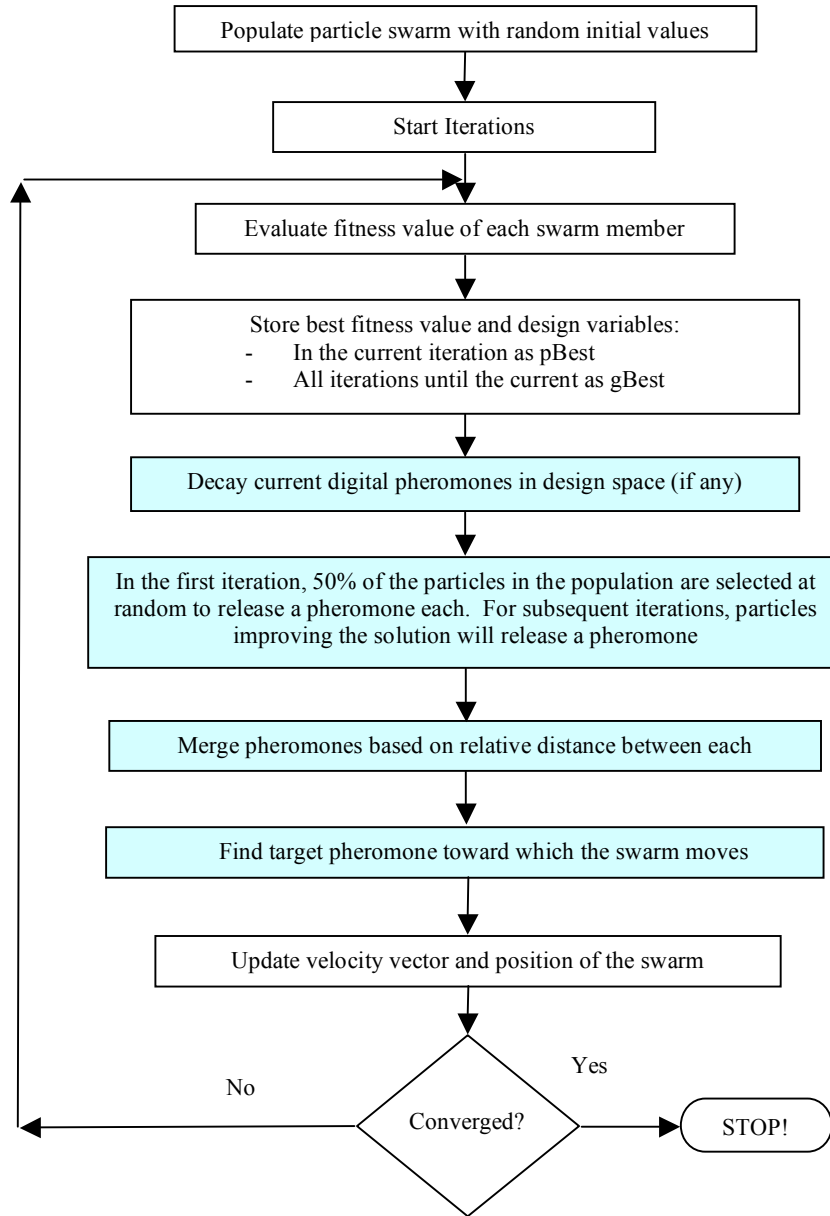 Populate particle swarm with random initial values
Start Iterations
Evaluate fitness value of each swarm member
Store best fitness value and design variables:
- In the current iteration as pBest
- All iterations until the current as gBest
Decay current digital pheromones in design space (if any)
In the first iteration, 50% of the particles in the population are selected at
random to release a pheromone each. For subsequent iterations, particles
improving the solution will release a pheromone
Merge pheromones based on relative distance between each
Find target pheromone toward which the swarm moves
Update velocity vector and position of the swarm
No
Yes
Converged?
STOP!